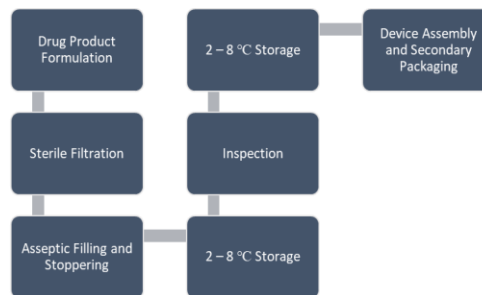 Drug Product
Formulation
Sterile Filtration
Asseptic Filling and
Stoppering
2 – 8 °C Storage
Inspection
2 – 8 °C Storage
Device Assembly
and Secondary
Packaging